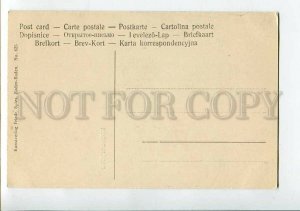 Post card — Carte postale — Postkarte — Cartolina postale
Dopisnice — Открытое-письмо — Levelező-Lap — Briefkaart
Brefkort — Brev-Kort — Karta korrespondencyjna
NOT FOR COPY